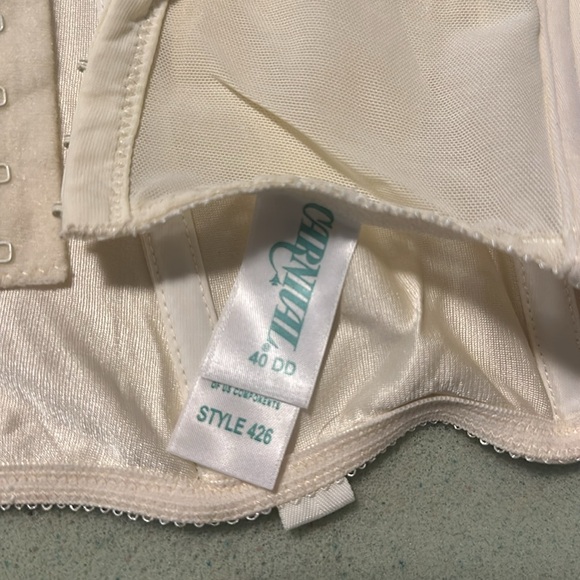 CARNIVAL®
40 DD
OF US COMPONENTS
STYLE 426